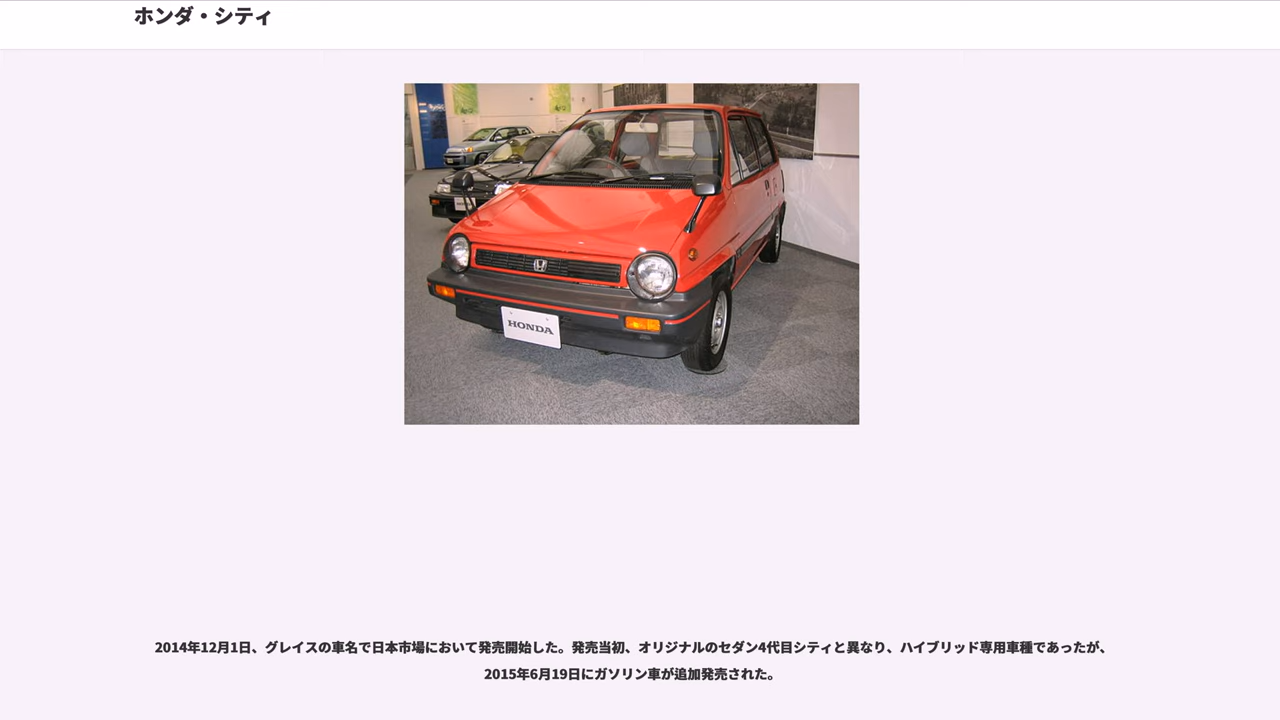 ホンダ・シティ
HONDA
2014年12月1日、グレイスの車名で日本市場において発売開始した。発売当初、オリジナルのセダン4代目シティと異なり、ハイブリッド専用車種であったが、
2015年6月19日にガソリン車が追加発売された。